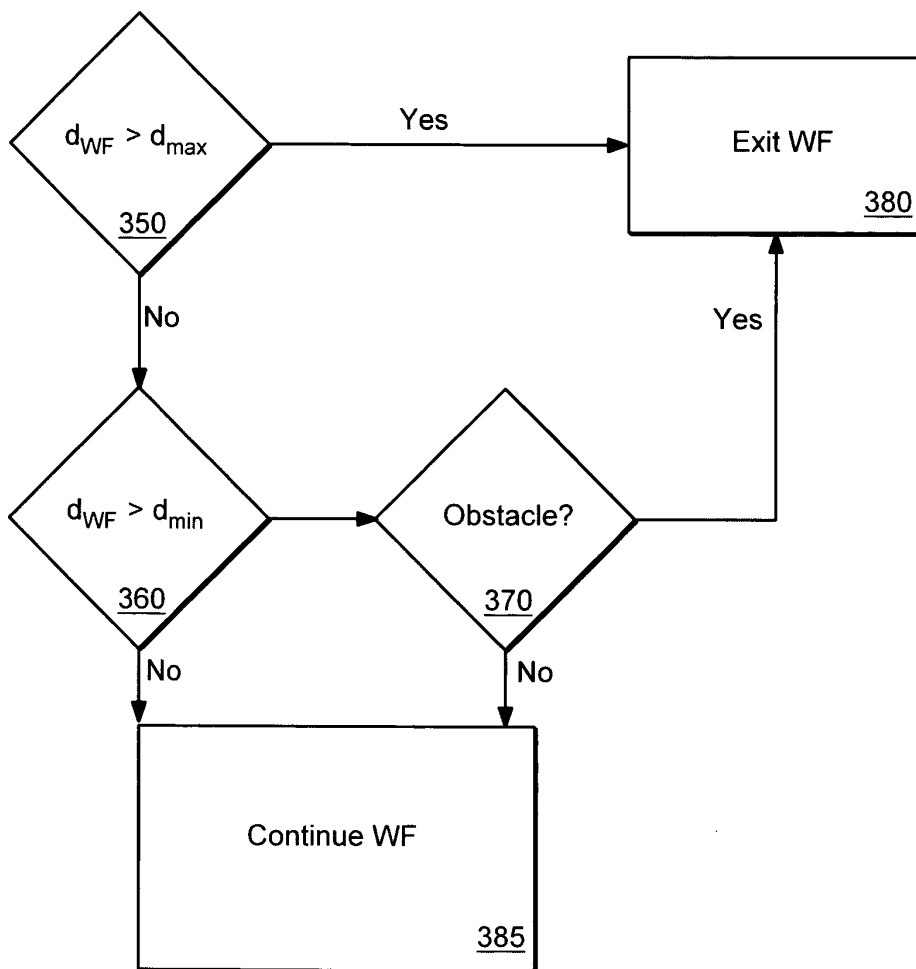 d_WF > d_max
350
Yes
Exit WF
380
No
Yes
d_WF > d_min
360
Obstacle?
370
No
No
Continue WF
385